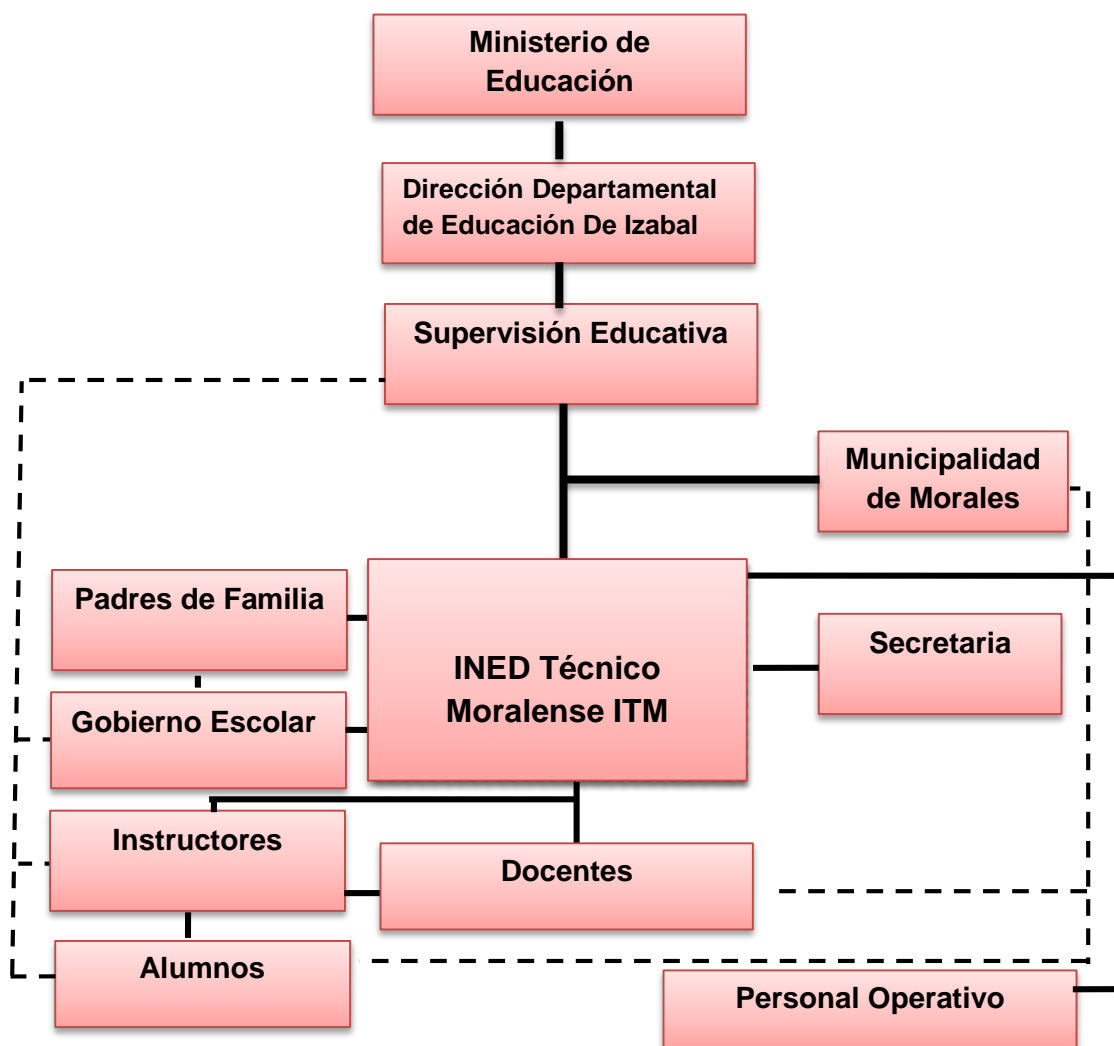 Ministerio de
Educación
Dirección Departamental
de Educación De Izabal
Supervisión Educativa
Municipalidad
de Morales
Padres de Familia
Secretaria
INED Técnico
Moralense ITM
Gobierno Escolar
Instructores
Docentes
Alumnos
Personal Operativo